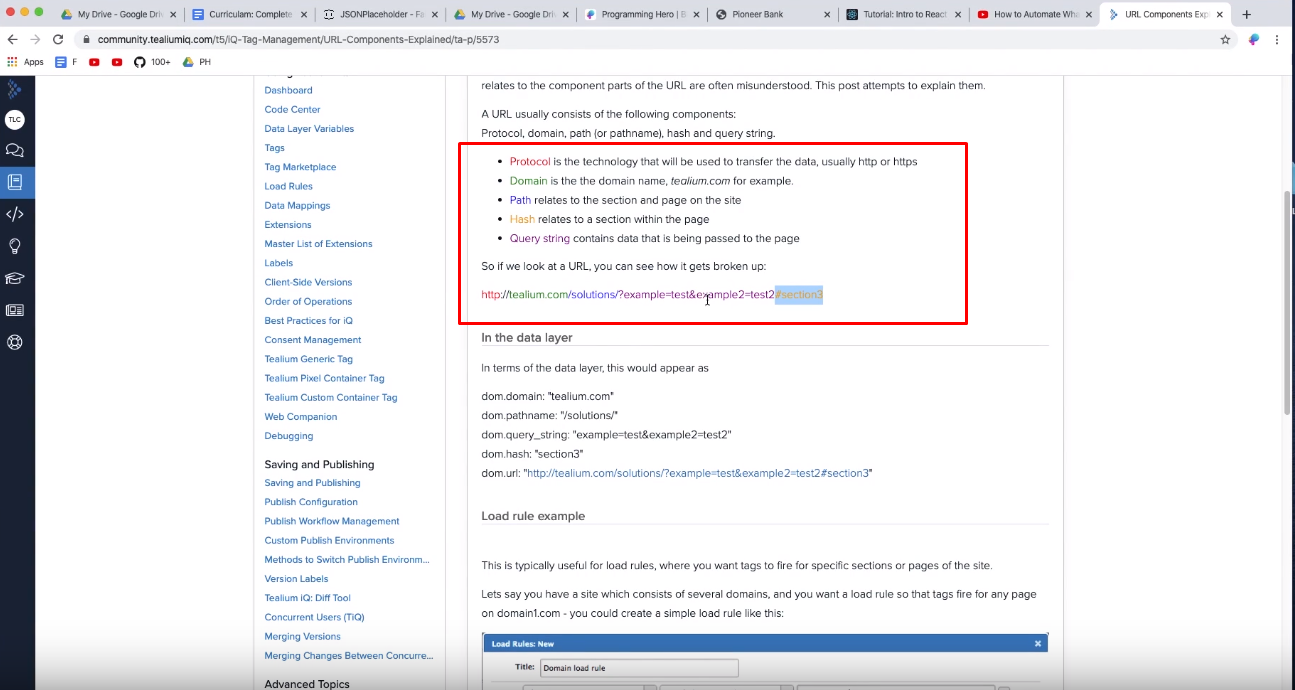 My Drive - Google Dri
Curriculam: Complete
JSONPlaceholder - Fa
My Drive - Google Dri
Programming Hero | B
Pioneer Bank
Tutorial: Intro to React
How to Automate Wha
URL Components Exp
community.tealiumiq.com/t5/iQ-Tag-Management/URL-Components-Explained/ta-p/5573
Apps
F
100+
PH
TLC
Dashboard
Code Center
Data Layer Variables
Tags
Tag Marketplace
Load Rules
Data Mappings
Extensions
Master List of Extensions
Labels
Client-Side Versions
Order of Operations
Best Practices for iQ
Consent Management
Tealium Generic Tag
Tealium Pixel Container Tag
Tealium Custom Container Tag
Web Companion
Debugging
Saving and Publishing
Saving and Publishing
Publish Configuration
Publish Workflow Management
Custom Publish Environments
Methods to Switch Publish Environm...
Version Labels
Tealium iQ: Diff Tool
Concurrent Users (TiQ)
Merging Versions
Merging Changes Between Concurre...
Advanced Topics
relates to the component parts of the URL are often misunderstood. This post attempts to explain them.
A URL usually consists of the following components:
Protocol, domain, path (or pathname), hash and query string.
• Protocol is the technology that will be used to transfer the data, usually http or https
• Domain is the the domain name, tealium.com for example.
• Path relates to the section and page on the site
• Hash relates to a section within the page
• Query string contains data that is being passed to the page
So if we look at a URL, you can see how it gets broken up:
http://tealium.com/solutions/?example=test&example2=test2#section3
In the data layer
In terms of the data layer, this would appear as
dom.domain: "tealium.com"
dom.pathname: "/solutions/"
dom.query_string: "example=test&example2=test2"
dom.hash: "section3"
dom.url: "http://tealium.com/solutions/?example=test&example2=test2#section3"
Load rule example
This is typically useful for load rules, where you want tags to fire for specific sections or pages of the site.
Lets say you have a site which consists of several domains, and you want a load rule so that tags fire for any page
on domain1.com - you could create a simple load rule like this:
Load Rules: New
Title: Domain load rule